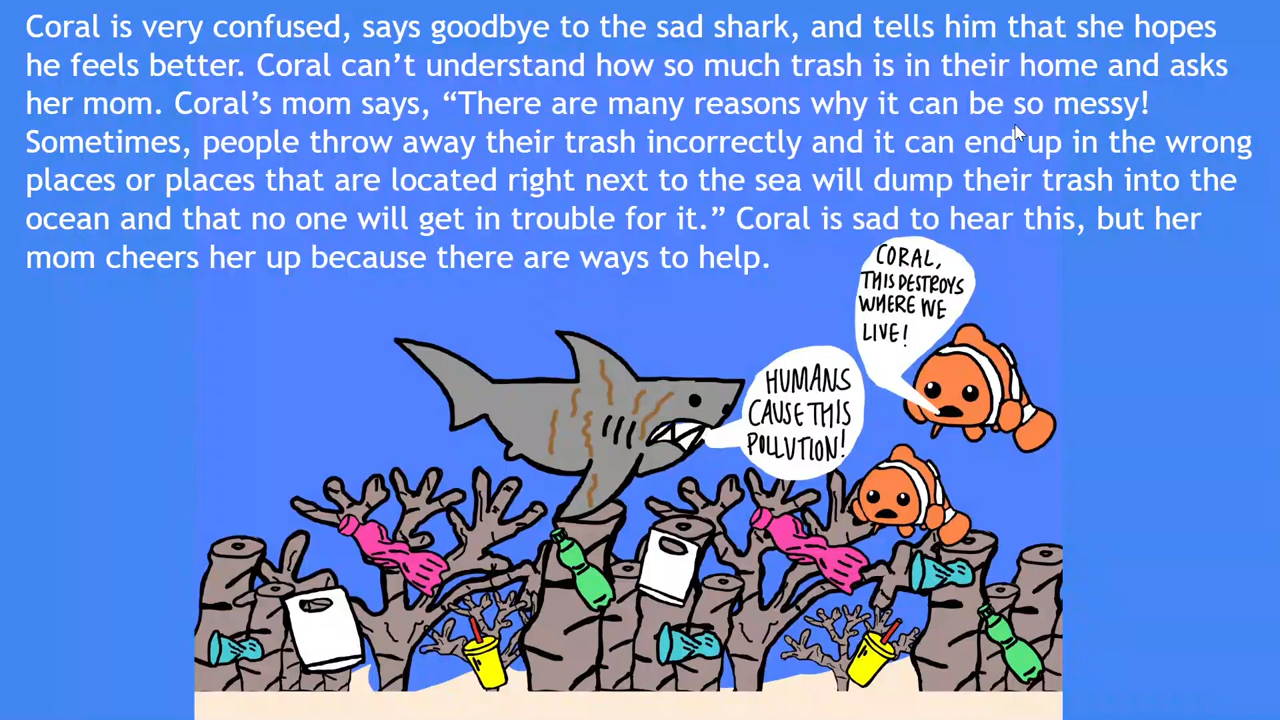 Coral is very confused, says goodbye to the sad shark, and tells him that she hopes
he feels better. Coral can’t understand how so much trash is in their home and asks
her mom. Coral’s mom says, “There are many reasons why it can be so messy!
Sometimes, people throw away their trash incorrectly and it can end up in the wrong
places or places that are located right next to the sea will dump their trash into the
ocean and that no one will get in trouble for it.” Coral is sad to hear this, but her
mom cheers her up because there are ways to help.
CORAL,
THIS DESTROYS
WHERE WE
LIVE!
HUMANS
CAUSE THIS
POLLUTION!